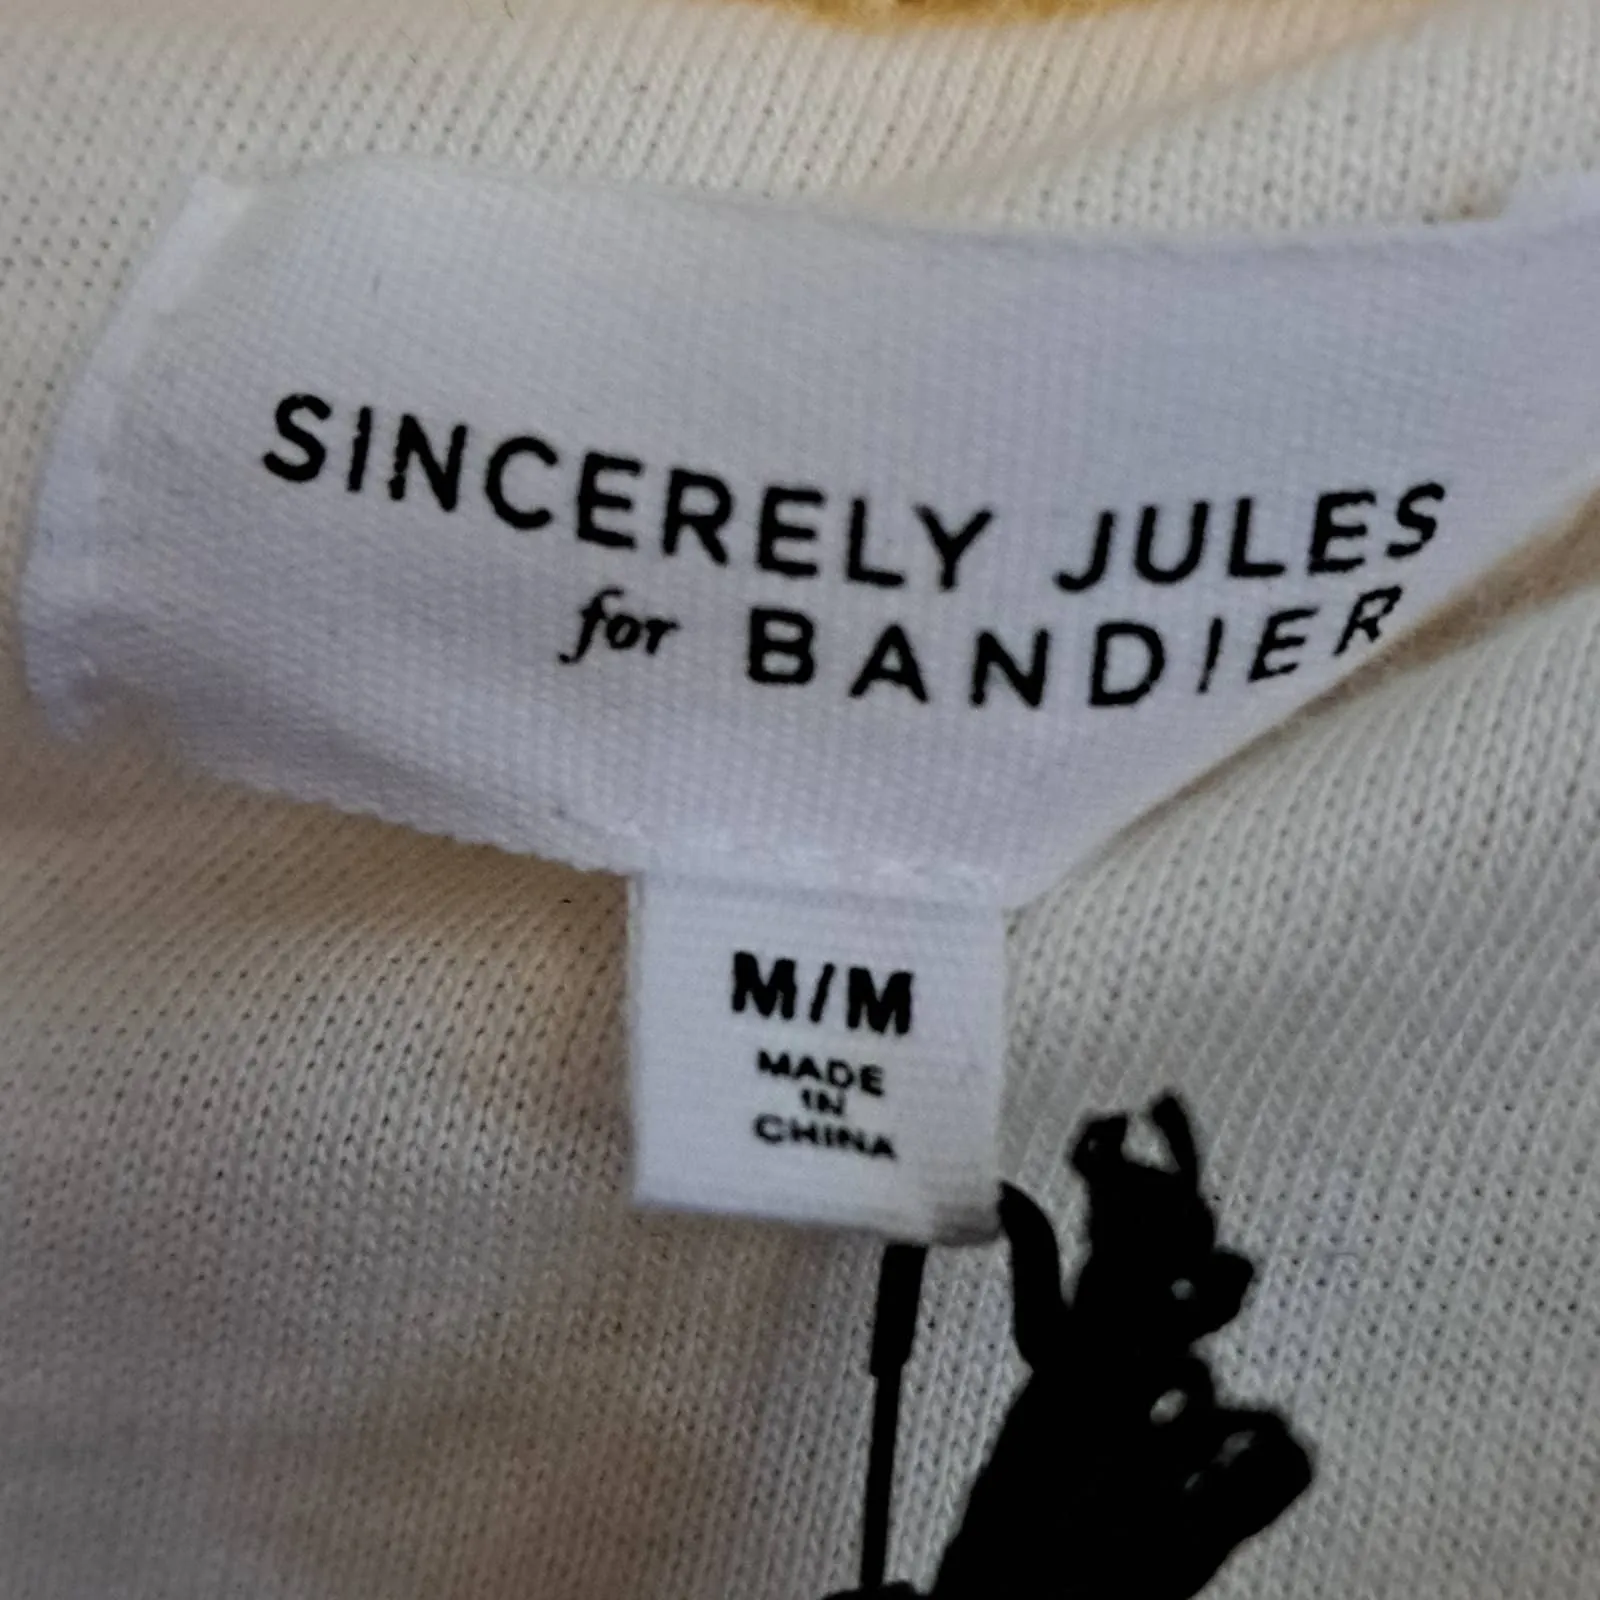 SINCERELY JULES
for BANDIER
M/M
MADE
IN
CHINA